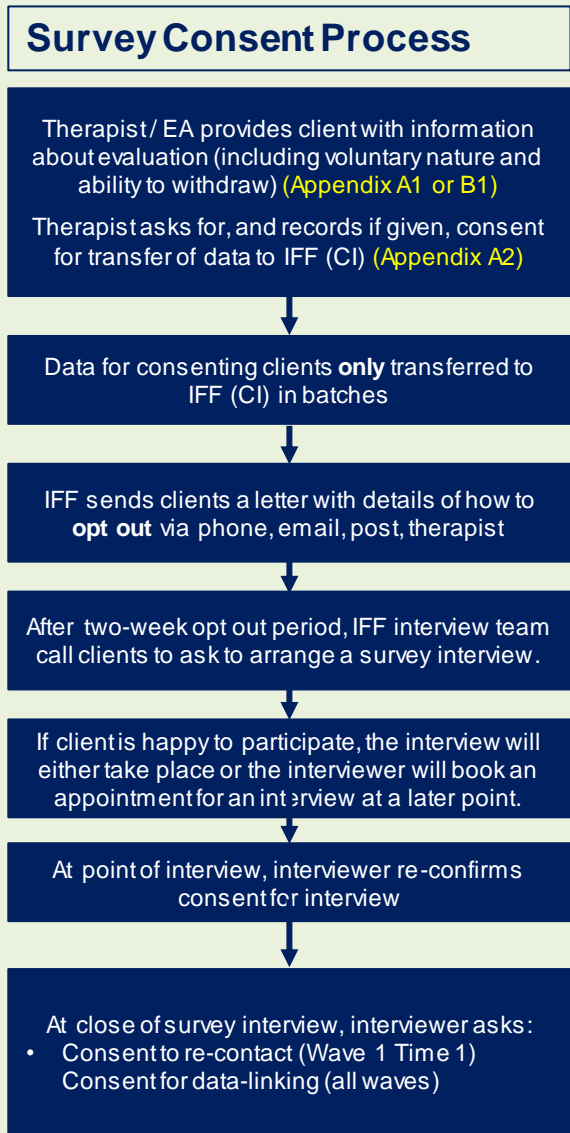 Survey Consent Process
Therapist / EA provides client with information
about evaluation (including voluntary nature and
ability to withdraw) (Appendix A1 or B1)
Therapist asks for, and records if given, consent
for transfer of data to IFF (CI) (Appendix A2)
Data for consenting clients only transferred to
IFF (CI) in batches
IFF sends clients a letter with details of how to
opt out via phone, email, post, therapist
After two-week opt out period, IFF interview team
call clients to ask to arrange a survey interview.
If client is happy to participate, the interview will
either take place or the interviewer will book an
appointment for an interview at a later point.
At point of interview, interviewer re-confirms
consent for interview
At close of survey interview, interviewer asks:
• Consent to re-contact (Wave 1 Time 1)
Consent for data-linking (all waves)